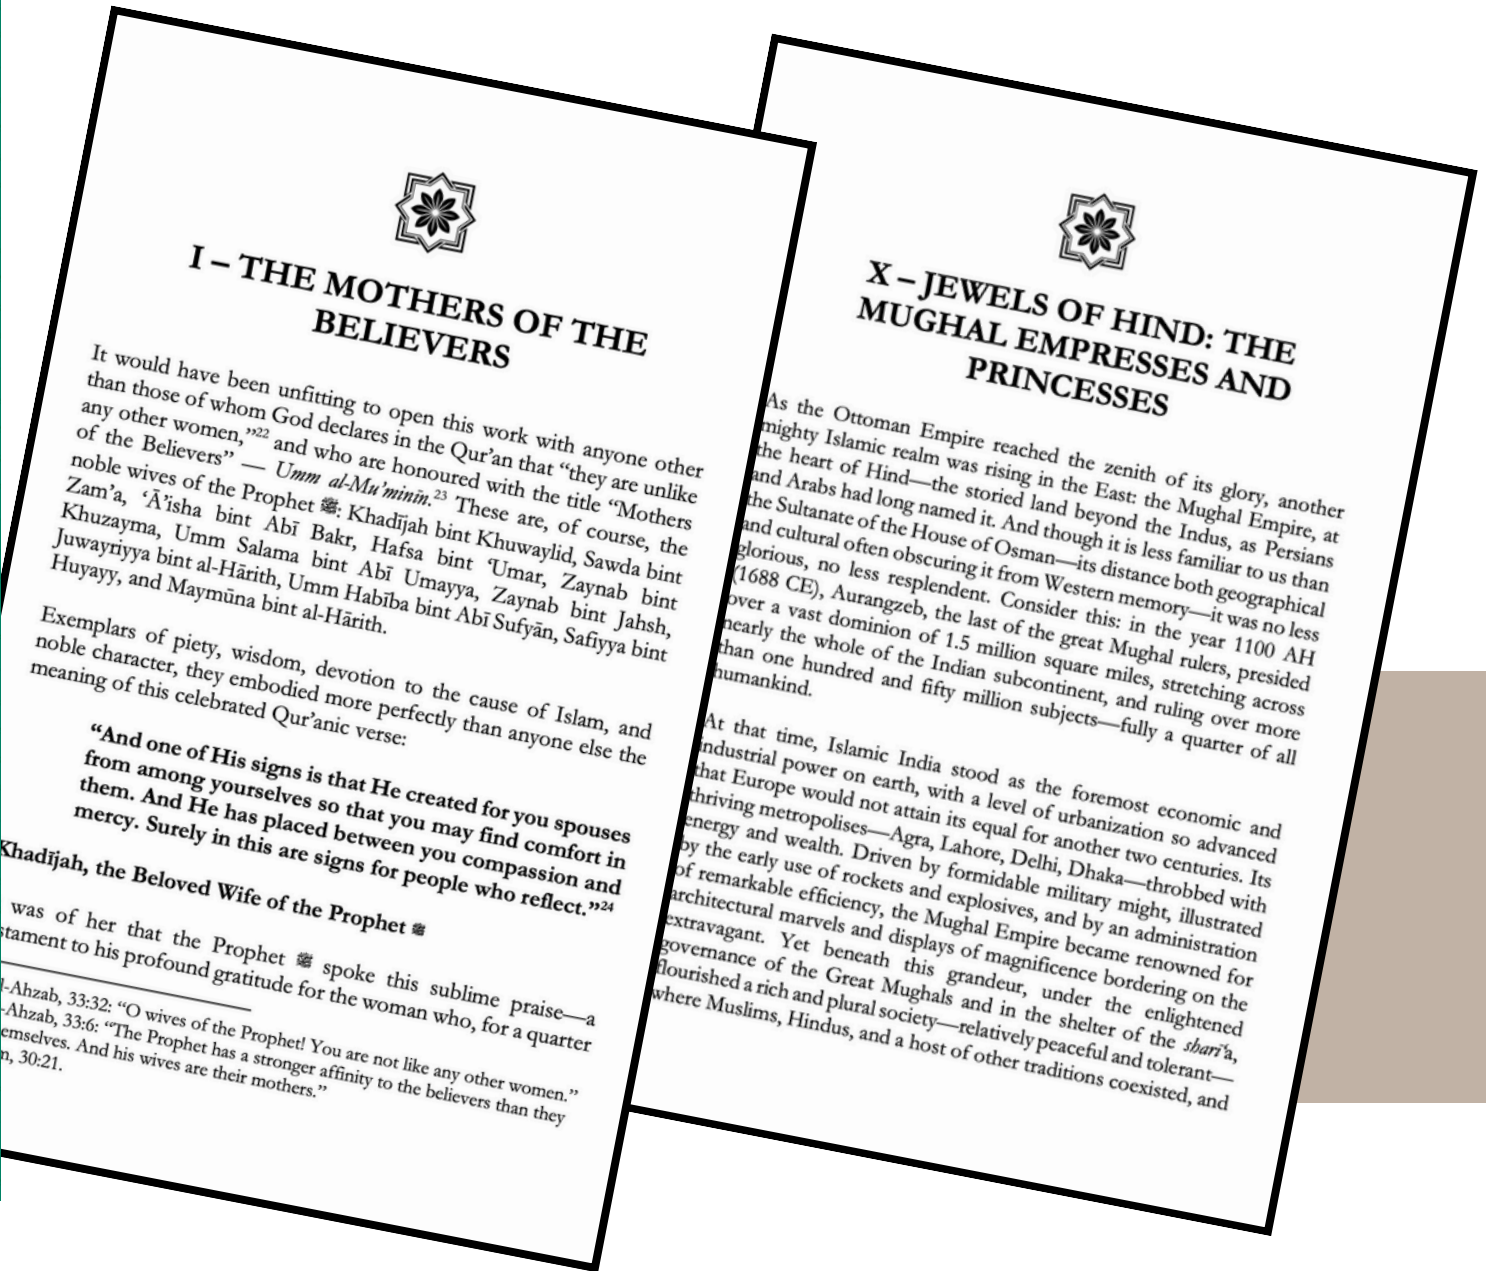 I – THE MOTHERS OF THE
BELIEVERS
It would have been unfitting to open this work with anyone other
than those of whom God declares in the Qur’an that “they are unlike
any other women,”²² and who are honoured with the title “Mothers
of the Believers” — Umm al-Mu’minīn.²³ These are, of course, the
noble wives of the Prophet ﷺ: Khadījah bint Khuwaylid, Sawda bint
Zam’a, ‘Ā’isha bint Abī Bakr, Hafsa bint ‘Umar, Zaynab bint
Khuzayma, Umm Salama bint Abī Umayya, Zaynab bint Jahsh,
Juwayriyya bint al-Hārith, Umm Habība bint Abī Sufyān, Safiyya bint
Huyayy, and Maymūna bint al-Hārith.
Exemplars of piety, wisdom, devotion to the cause of Islam, and
noble character, they embodied more perfectly than anyone else the
meaning of this celebrated Qur’anic verse:
“And one of His signs is that He created for you spouses
from among yourselves so that you may find comfort in
them. And He has placed between you compassion and
mercy. Surely in this are signs for people who reflect.”²⁴
Khadījah, the Beloved Wife of the Prophet ﷺ
was of her that the Prophet ﷺ spoke this sublime praise—a
stament to his profound gratitude for the woman who, for a quarter
l-Ahzab, 33:32: “O wives of the Prophet! You are not like any other women.”
-Ahzab, 33:6: “The Prophet has a stronger affinity to the believers than they
emselves. And his wives are their mothers.”
m, 30:21.
X – JEWELS OF HIND: THE
MUGHAL EMPRESSES AND
PRINCESSES
As the Ottoman Empire reached the zenith of its glory, another
mighty Islamic realm was rising in the East: the Mughal Empire, at
the heart of Hind—the storied land beyond the Indus, as Persians
and Arabs had long named it. And though it is less familiar to us than
the Sultanate of the House of Osman—its distance both geographical
and cultural often obscuring it from Western memory—it was no less
glorious, no less resplendent. Consider this: in the year 1100 AH
(1688 CE), Aurangzeb, the last of the great Mughal rulers, presided
over a vast dominion of 1.5 million square miles, stretching across
nearly the whole of the Indian subcontinent, and ruling over more
than one hundred and fifty million subjects—fully a quarter of all
humankind.
At that time, Islamic India stood as the foremost economic and
industrial power on earth, with a level of urbanization so advanced
that Europe would not attain its equal for another two centuries. Its
thriving metropolises—Agra, Lahore, Delhi, Dhaka—throbbed with
energy and wealth. Driven by formidable military might, illustrated
by the early use of rockets and explosives, and by an administration
of remarkable efficiency, the Mughal Empire became renowned for
architectural marvels and displays of magnificence bordering on the
extravagant. Yet beneath this grandeur, under the enlightened
governance of the Great Mughals and in the shelter of the sharī‘a,
flourished a rich and plural society—relatively peaceful and tolerant—
where Muslims, Hindus, and a host of other traditions coexisted, and